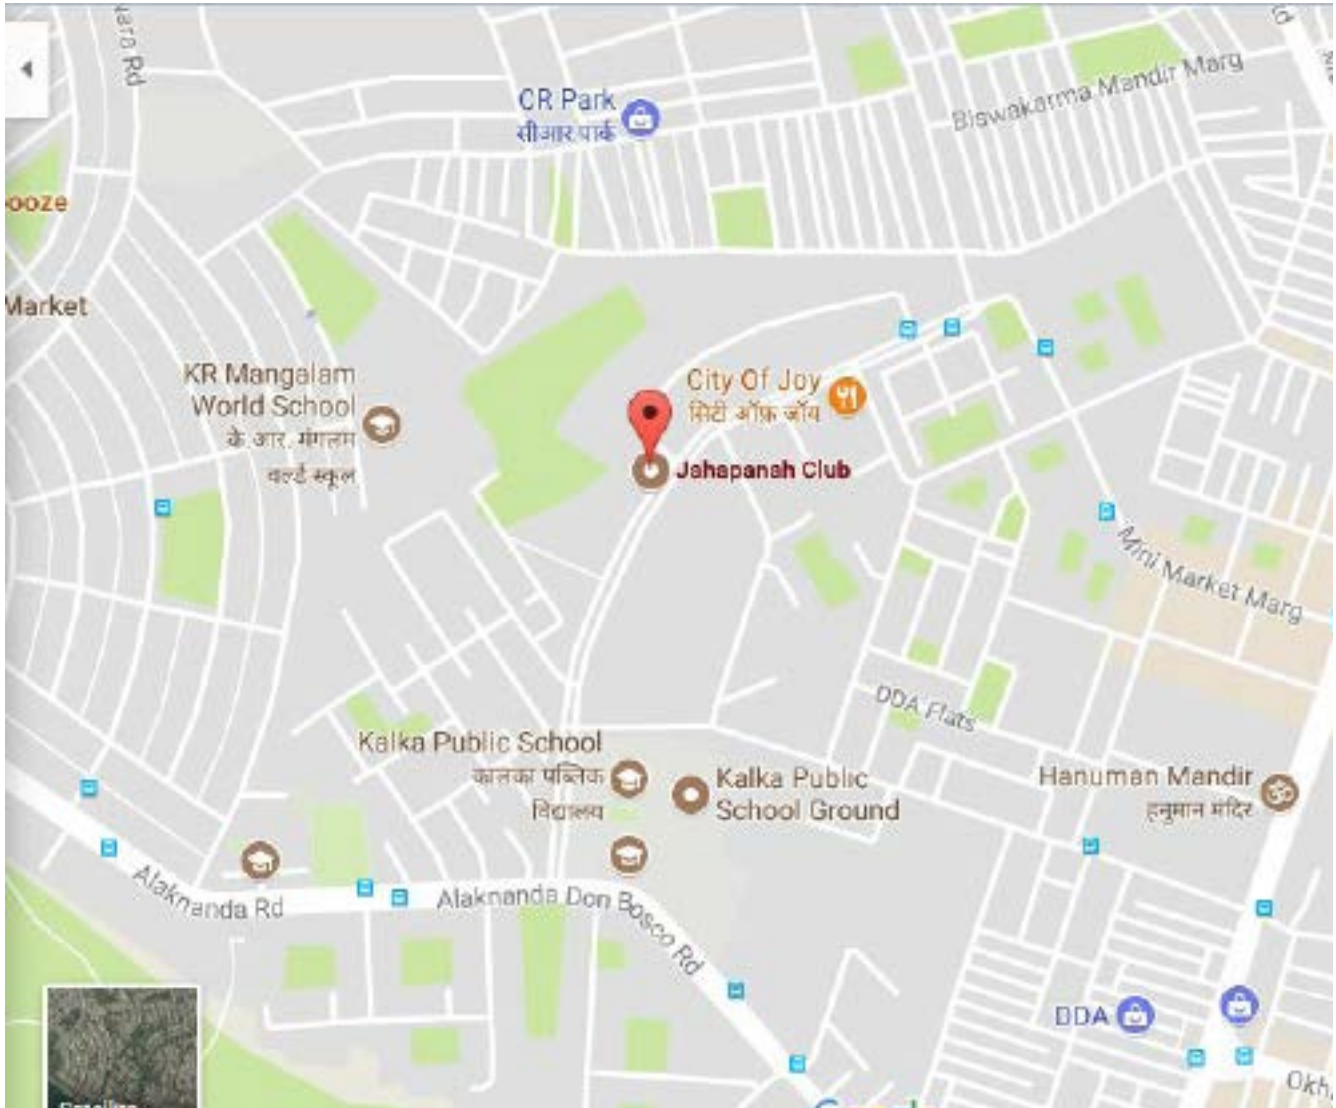 CR Park
सीआर पार्क
Biswakarma Mandir Marg
Market
KR Mangalam
World School
के.आर. मंगलम
वर्ल्ड स्कूल
City Of Joy
सिटी ऑफ़ जॉय
Jahapanah Club
Mini Market Marg
DDA Flats
Kalka Public School
कालका पब्लिक
विद्यालय
Kalka Public
School Ground
Hanuman Mandir
हनुमान मंदिर
Alaknanda Rd
Alaknanda Don Bosco Rd
DDA